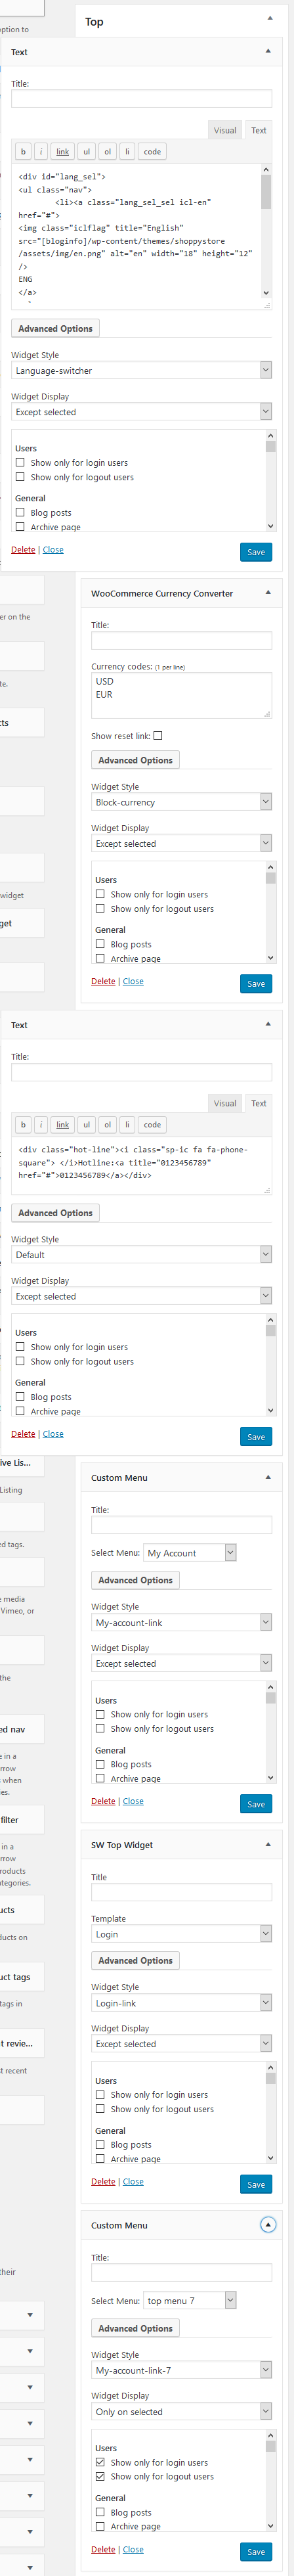 option to
Top
Text
Title:
Visual
Text
b
i
link
ul
ol
li
code
<div id="lang_sel">
<ul class="nav">
<li><a class="lang_sel_sel icl-en"
href="#">
<img class="iclflag" title="English"
src="[bloginfo]/wp-content/themes/shoppystore
/assets/img/en.png" alt="en" width="18" height="12"
/>
ENG
</a>
Advanced Options
Widget Style
Language-switcher
Widget Display
Except selected
Users
Show only for login users
Show only for logout users
General
Blog posts
Archive page
Delete | Close
Save
er on the
WooCommerce Currency Converter
Title:
te.
Currency codes: (1 per line)
USD
EUR
cts
Show reset link:
Advanced Options
Widget Style
Block-currency
Widget Display
Except selected
Users
Show only for login users
widget
Show only for logout users
get
General
Blog posts
Archive page
Delete | Close
Save
Text
Title:
Visual
Text
b
i
link
ul
ol
li
code
<div class="hot-line"><i class="sp-ic fa fa-phone-
square"> </i>Hotline:<a title="0123456789"
href="#">0123456789</a></div>
Advanced Options
Widget Style
Default
Widget Display
Except selected
Users
Show only for login users
Show only for logout users
General
Blog posts
Archive page
Delete | Close
Save
ive Lis...
Custom Menu
Listing
Title:
ed tags.
Select Menu:
My Account
Advanced Options
e media
Widget Style
Vimeo, or
My-account-link
Widget Display
Except selected
the
Users
Show only for login users
ed nav
Show only for logout users
e in a
General
rrow
Blog posts
s when
Archive page
ies.
Delete | Close
Save
filter
SW Top Widget
in a
rrow
Title
roducts
categories.
ucts
Template
Login
ducts on
Advanced Options
uct tags
Widget Style
tags in
Login-link
Widget Display
t revie...
Except selected
ct recent
Users
Show only for login users
Show only for logout users
General
Blog posts
Archive page
Delete | Close
Save
Custom Menu
Title:
their
Select Menu:
top menu 7
Advanced Options
Widget Style
My-account-link-7
Widget Display
Only on selected
Users
Show only for login users
Show only for logout users
General
Blog posts
Archive page
Delete | Close
Save